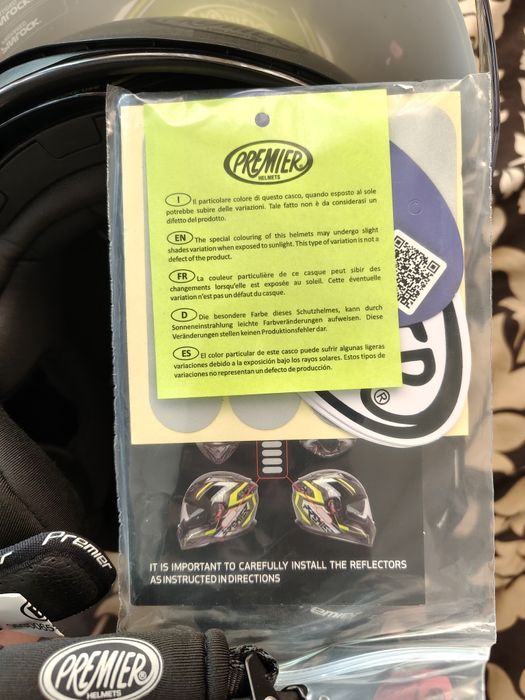 PREMIER
HELMETS
I Il particolare colore di questo casco, quando esposto al sole
potrebbe subire delle variazioni. Tale fatto non è da considerasi un
difetto del prodotto.
EN The special colouring of this helmets may undergo slight
shades variation when exposed to sunlight. This type of variation is not a
defect of the product.
FR La couleur particulière de ce casque peut sibir des
changements lorsqu'elle est exposée au soleil. Cette éventuelle
variation n'est pas un défaut du casque.
D Die besondere Farbe dieses Schutzhelmes, kann durch
Sonneneinstrahlung leichte Farbveränderungen aufweisen. Diese
Veränderungen stellen keinen Produktionsfehler dar.
ES El color particular de este casco puede sufrir algunas ligeras
variaciones debido a la exposición bajo los rayos solares. Estos tipos de
variaciones no representan un defecto de producción.
®
IT IS IMPORTANT TO CAREFULLY INSTALL THE REFLECTORS
AS INSTRUCTED IN DIRECTIONS
Premier
PREMIER
HELMETS